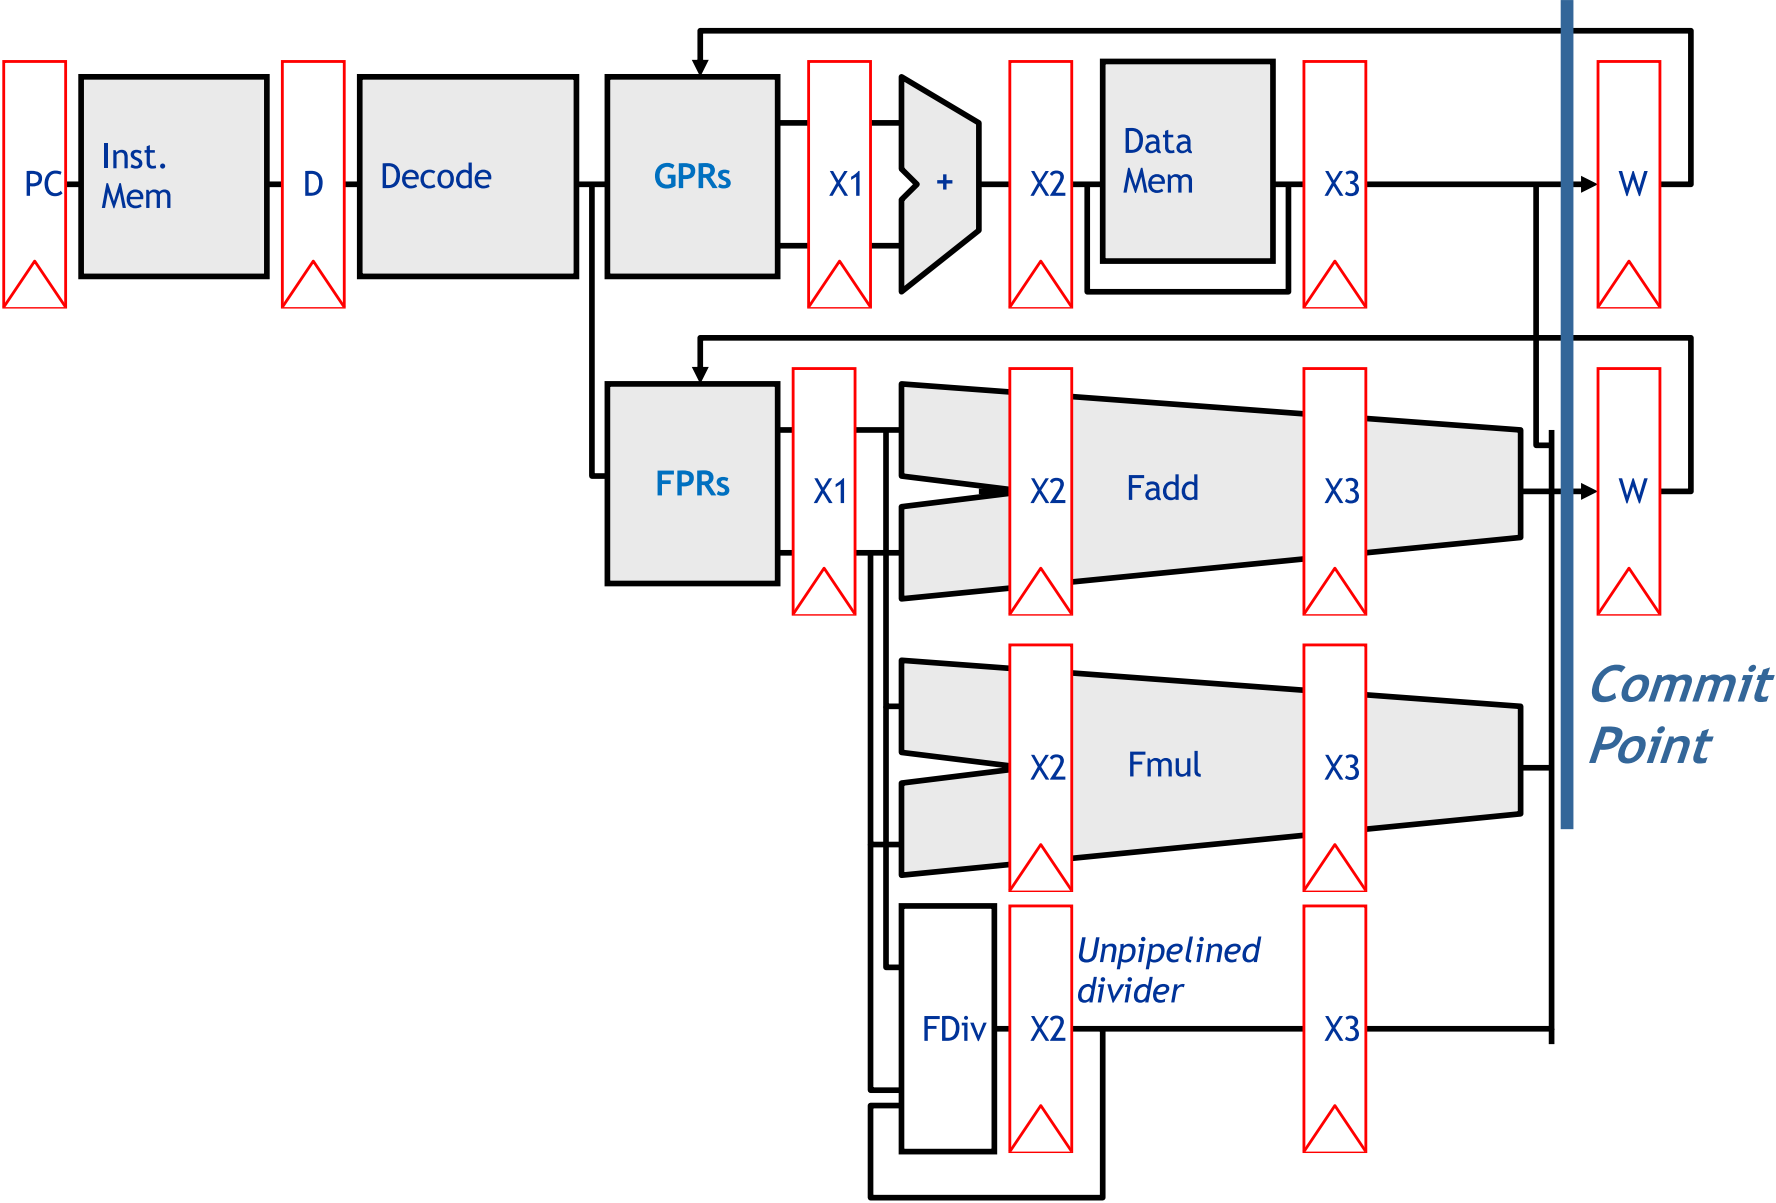 PC
Inst.
Mem
D
Decode
GPRs
X1
+
X2
Data
Mem
X3
W
FPRs
X1
X2
Fadd
X3
W
Commit
Point
X2
Fmul
X3
Unpipelined
divider
FDiv
X2
X3